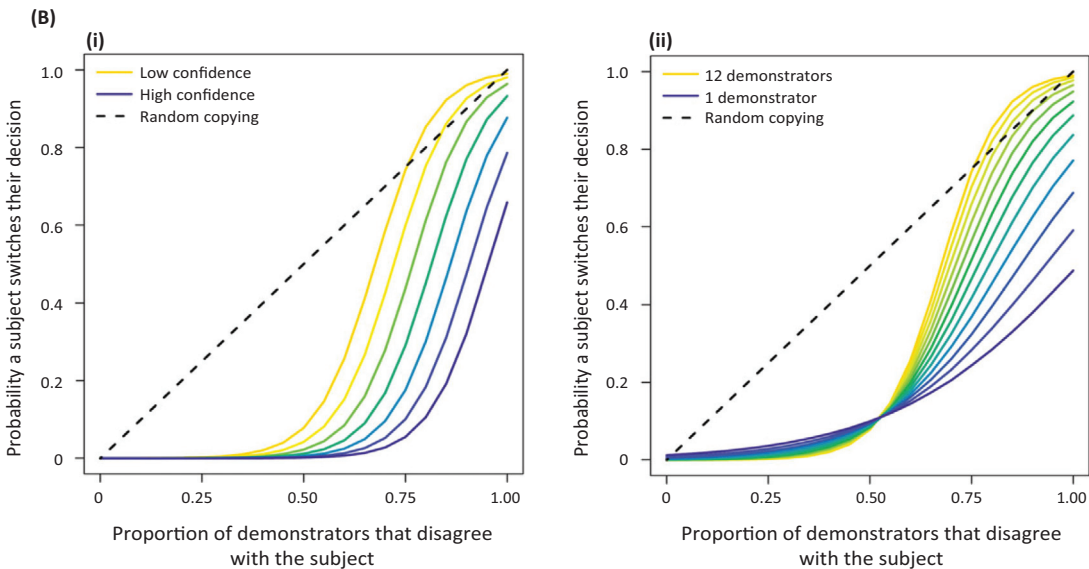 (B)
(i)
Low confidence
High confidence
Random copying
1.0
0.8
0.6
0.4
0.2
0
Probability a subject switches their decision
0
0.25
0.50
0.75
1.00
Proportion of demonstrators that disagree
with the subject
(ii)
12 demonstrators
1 demonstrator
Random copying
1.0
0.8
0.6
0.4
0.2
0
Probability a subject switches their decision
0
0.25
0.50
0.75
1.00
Proportion of demonstrators that disagree
with the subject